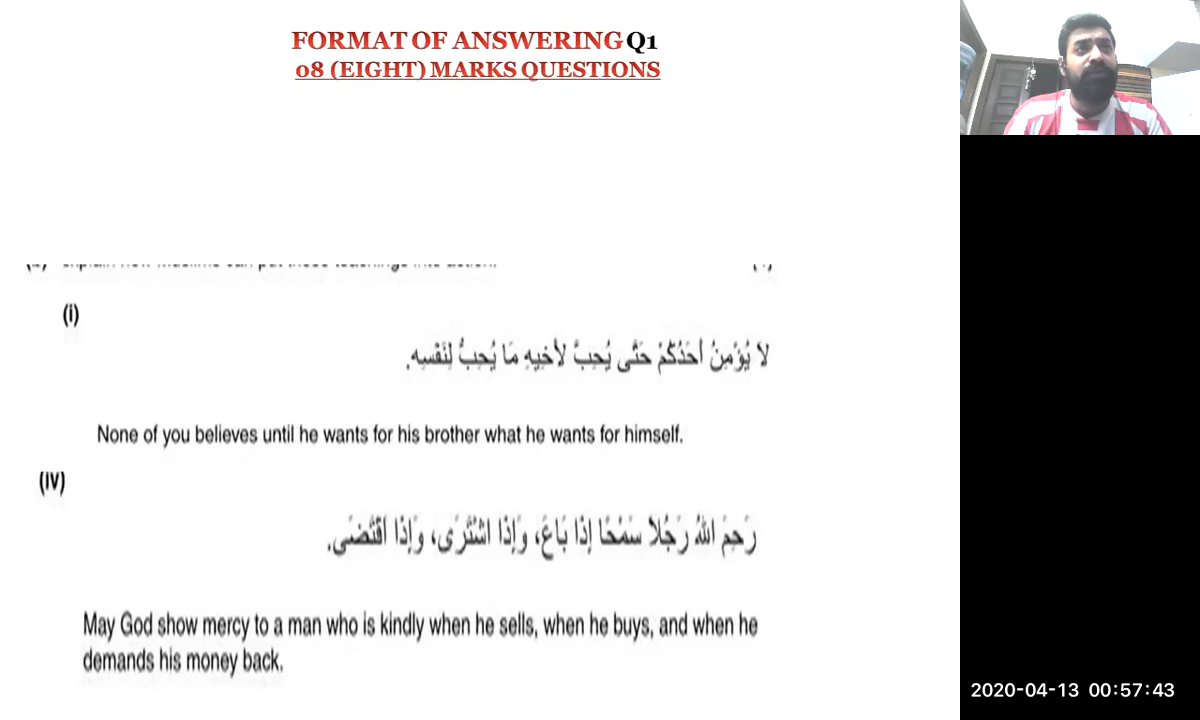 FORMAT OF ANSWERING Q1
08 (EIGHT) MARKS QUESTIONS
(i)
لَا يُؤْمِنُ أَحَدُكُمْ حَتَّى يُحِبَّ لأَخِيهِ مَا يُحِبُّ لِنَفْسِهِ.
None of you believes until he wants for his brother what he wants for himself.
(iv)
رَحِمَ اللهُ رَجُلاً سَمْحًا إِذَا بَاعَ، وَإِذَا اشْتَرَى، وَإِذَا اقْتَضَى.
May God show mercy to a man who is kindly when he sells, when he buys, and when he
demands his money back.
2020-04-13 00:57:43